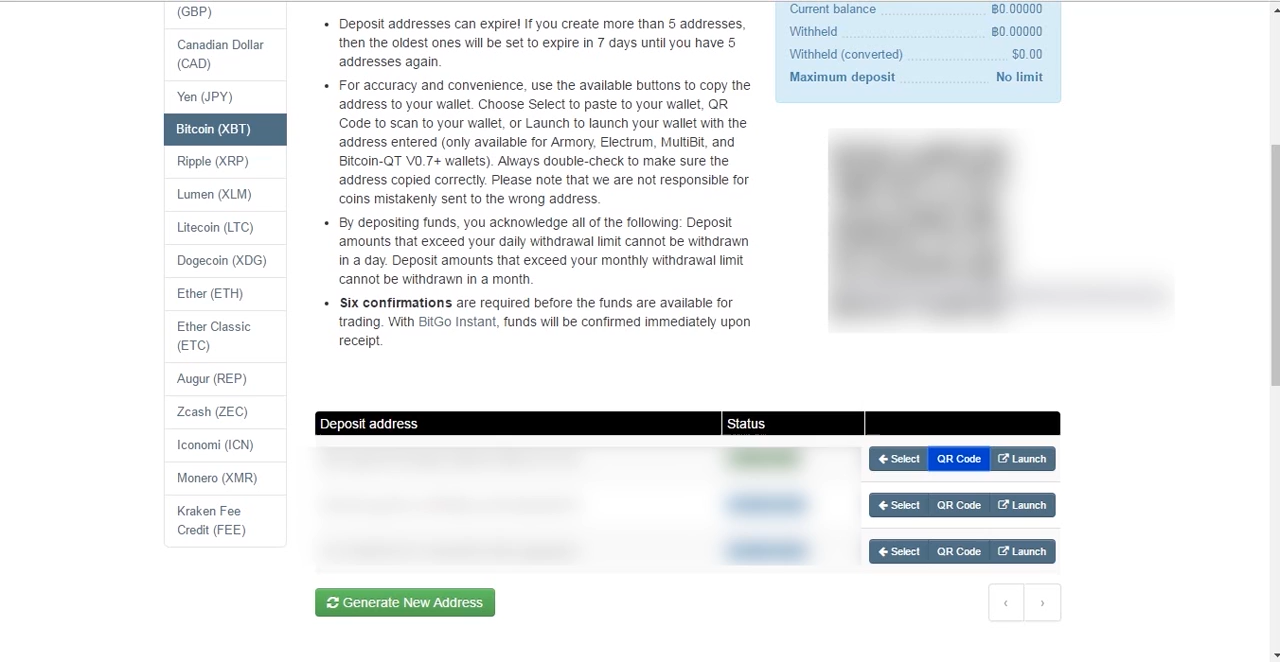 (GBP)
Canadian Dollar
(CAD)
Yen (JPY)
Bitcoin (XBT)
Ripple (XRP)
Lumen (XLM)
Litecoin (LTC)
Dogecoin (XDG)
Ether (ETH)
Ether Classic
(ETC)
Augur (REP)
Zcash (ZEC)
Iconomi (ICN)
Monero (XMR)
Kraken Fee
Credit (FEE)
• Deposit addresses can expire! If you create more than 5 addresses,
then the oldest ones will be set to expire in 7 days until you have 5
addresses again.
• For accuracy and convenience, use the available buttons to copy the
address to your wallet. Choose Select to paste to your wallet, QR
Code to scan to your wallet, or Launch to launch your wallet with the
address entered (only available for Armory, Electrum, MultiBit, and
Bitcoin-QT V0.7+ wallets). Always double-check to make sure the
address copied correctly. Please note that we are not responsible for
coins mistakenly sent to the wrong address.
• By depositing funds, you acknowledge all of the following: Deposit
amounts that exceed your daily withdrawal limit cannot be withdrawn
in a day. Deposit amounts that exceed your monthly withdrawal limit
cannot be withdrawn in a month.
• Six confirmations are required before the funds are available for
trading. With BitGo Instant, funds will be confirmed immediately upon
receipt.
Current balance ฿0.00000
Withheld ฿0.00000
Withheld (converted) $0.00
Maximum deposit No limit
Deposit address Status
Select QR Code Launch
Select QR Code Launch
Select QR Code Launch
Generate New Address
‹ ›